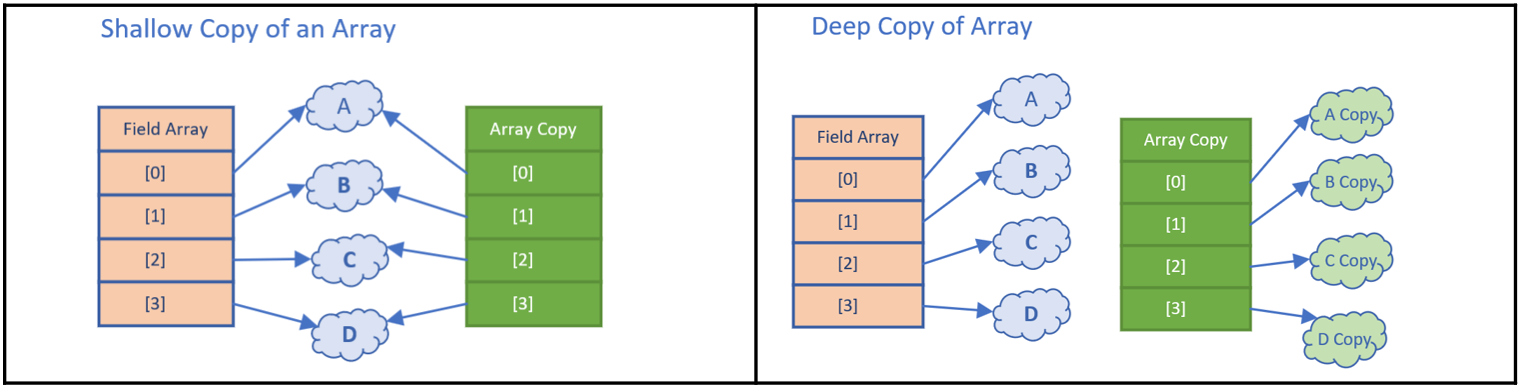 Shallow Copy of an Array
Field Array
[0]
[1]
[2]
[3]
A
B
C
D
Array Copy
[0]
[1]
[2]
[3]
Deep Copy of Array
Field Array
[0]
[1]
[2]
[3]
A
B
C
D
Array Copy
[0]
[1]
[2]
[3]
A Copy
B Copy
C Copy
D Copy